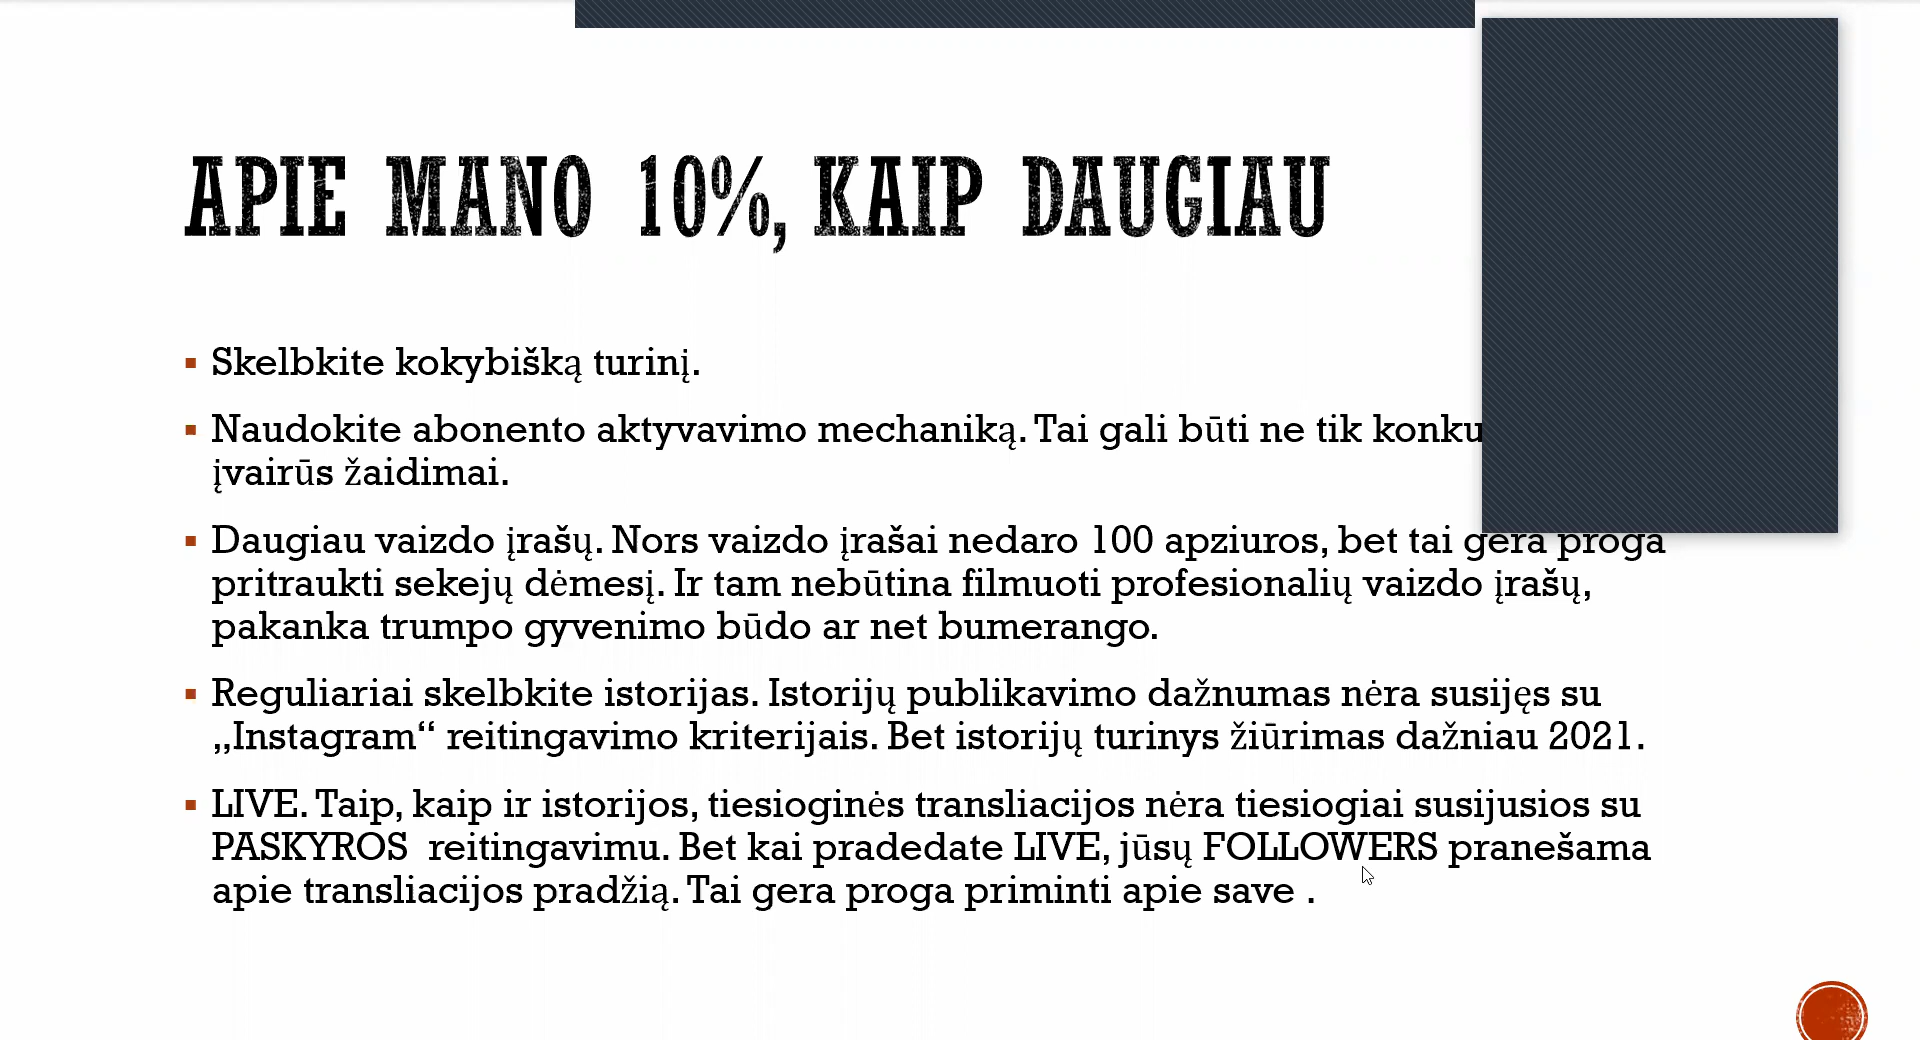 APIE MANO 10%, KAIP DAUGIAU
Skelbkite kokybišką turinį.
Naudokite abonento aktyvavimo mechaniką. Tai gali būti ne tik
įvairūs žaidimai.
Daugiau vaizdo įrašų. Nors vaizdo įrašai nedaro 100 apziuros, bet tai gera proga
pritraukti sekejų dėmesį. Ir tam nebūtina filmuoti profesionalių vaizdo įrašų,
pakanka trumpo gyvenimo būdo ar net bumerango.
Reguliariai skelbkite istorijas. Istorijų publikavimo dažnumas nėra susijęs su
„Instagram“ reitingavimo kriterijais. Bet istorijų turinys žiūrimas dažniau 2021.
LIVE. Taip, kaip ir istorijos, tiesioginės transliacijos nėra tiesiogiai susijusios su
PASKYROS reitingavimu. Bet kai pradedate LIVE, jūsų FOLLOWERS pranešama
apie transliacijos pradžią. Tai gera proga priminti apie save .